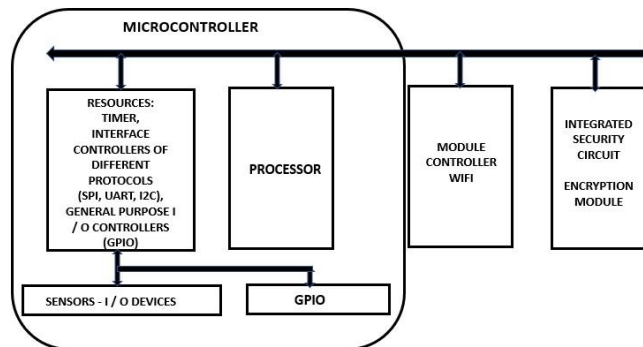 MICROCONTROLLER
RESOURCES:
TIMER,
INTERFACE
CONTROLLERS OF
DIFFERENT
PROTOCOLS
(SPI, UART, I2C),
GENERAL PURPOSE I
/ O CONTROLLERS
(GPIO)
PROCESSOR
MODULE
CONTROLLER
WIFI
INTEGRATED
SECURITY
CIRCUIT
ENCRYPTION
MODULE
SENSORS - I / O DEVICES
GPIO